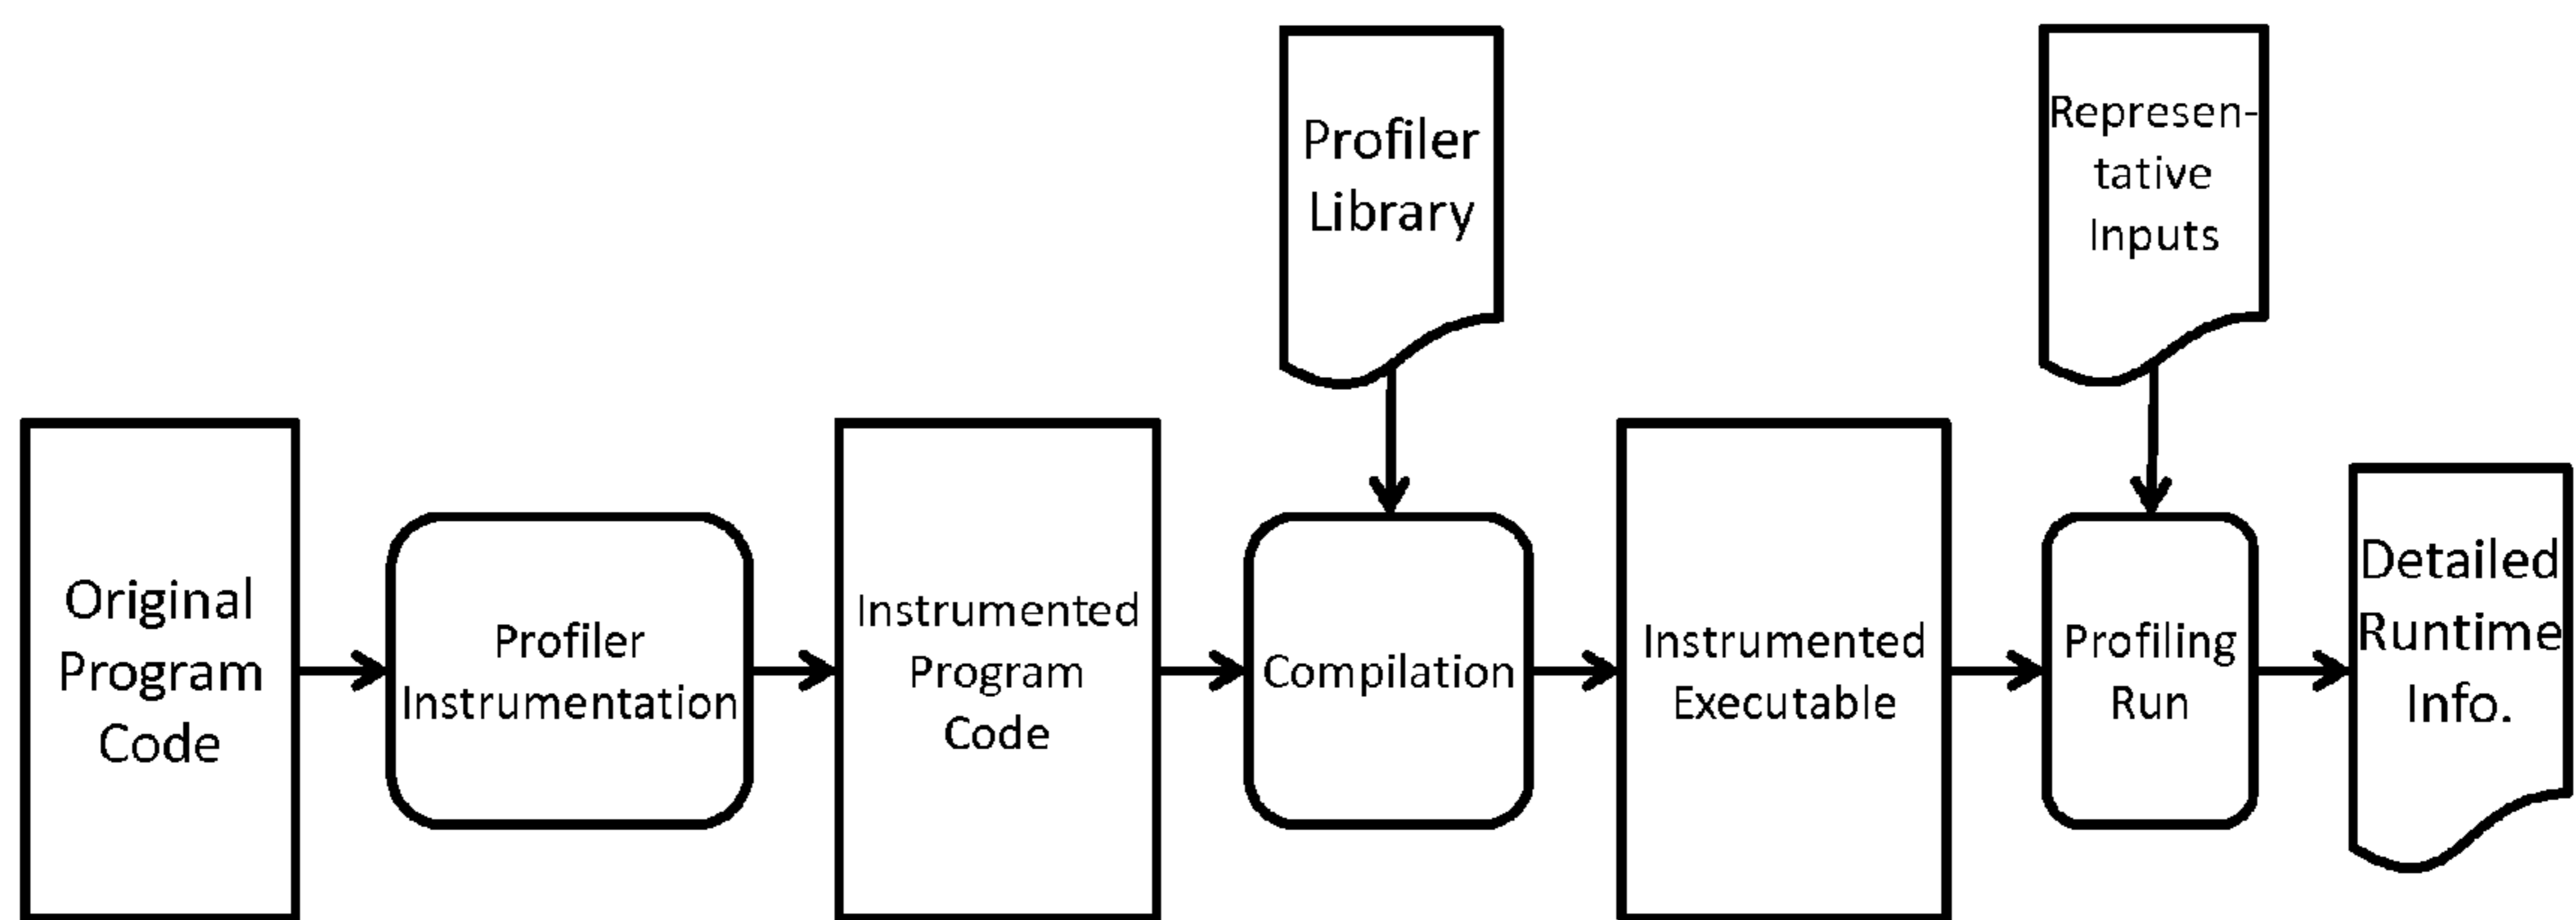 Profiler
Library
Represen-
tative
Inputs
Original
Program
Code
Profiler
Instrumentation
Instrumented
Program
Code
Compilation
Instrumented
Executable
Profiling
Run
Detailed
Runtime
Info.